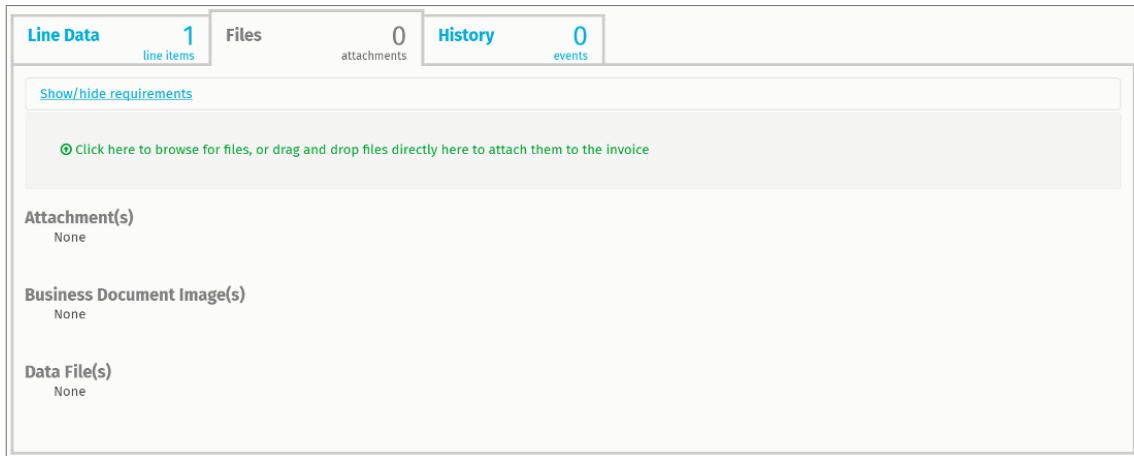 Line Data 1 line items
Files 0 attachments
History 0 events
Show/hide requirements
Click here to browse for files, or drag and drop files directly here to attach them to the invoice
Attachment(s)
None
Business Document Image(s)
None
Data File(s)
None